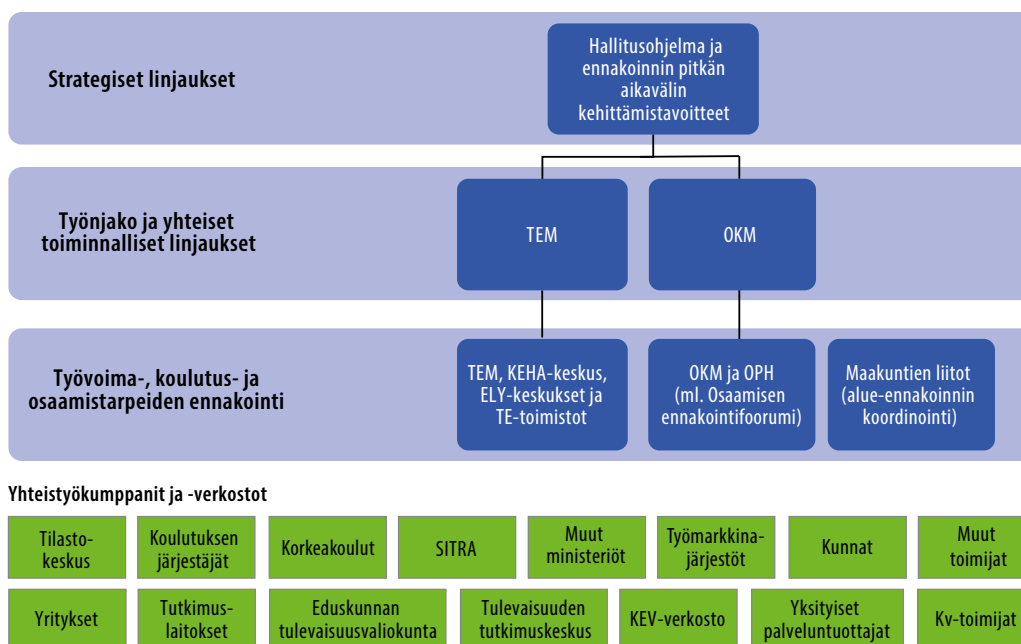 Strategiset linjaukset
Hallitusohjelma ja
ennakoinnin pitkän
aikavälin
kehittämistavoitteet
Työnjako ja yhteiset
toiminnalliset linjaukset
TEM
OKM
Työvoima-, koulutus- ja
osaamistarpeiden ennakointi
TEM, KEHA-keskus,
ELY-keskukset ja
TE-toimistot
OKM ja OPH
(ml. Osaamisen
ennakointifoorumi)
Maakuntien liitot
(alue-ennakoinnin
koordinointi)
Yhteistyökumppanit ja -verkostot
Tilasto-
keskus
Koulutuksen
järjestäjät
Korkeakoulut
SITRA
Muut
ministeriöt
Työmarkkina-
järjestöt
Kunnat
Muut
toimijat
Yritykset
Tutkimus-
laitokset
Eduskunnan
tulevaisuusvaliokunta
Tulevaisuuden
tutkimuskeskus
KEV-verkosto
Yksityiset
palveluntuottajat
Kv-toimijat